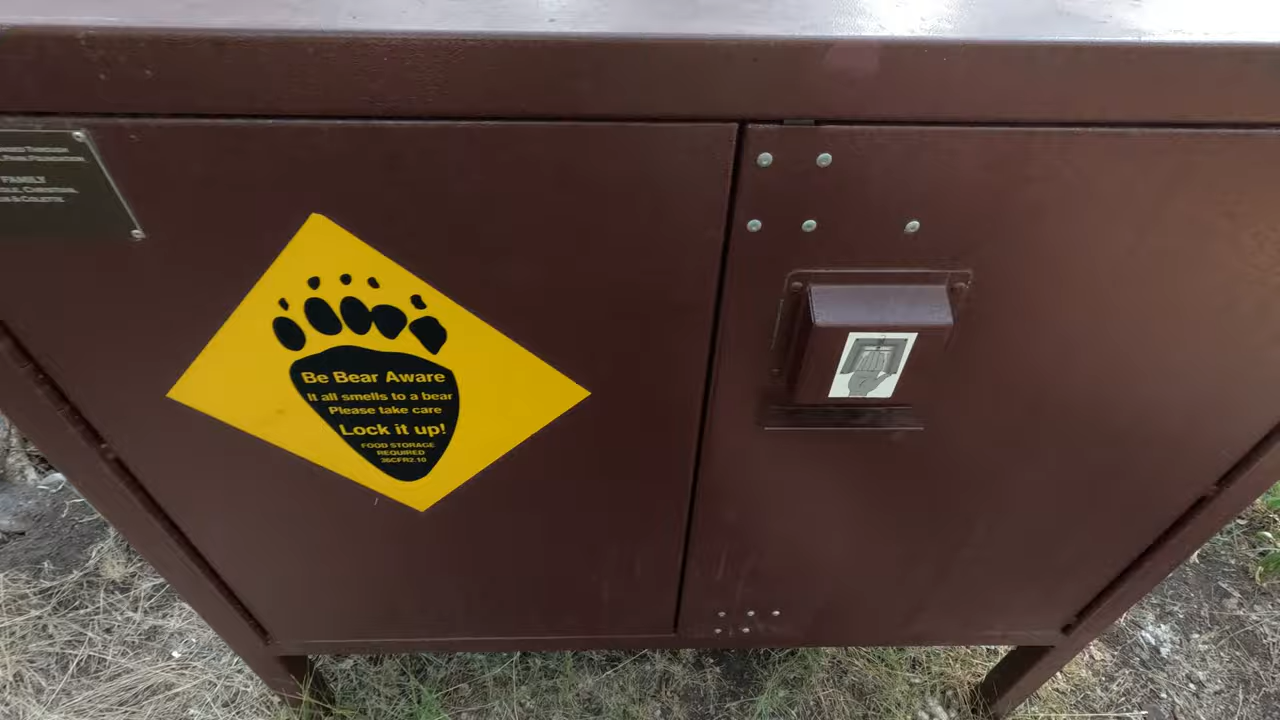 FAMILY
Be Bear Aware
It all smells to a bear
Please take care
Lock it up!
FOOD STORAGE
REQUIRED
36CFR2.10